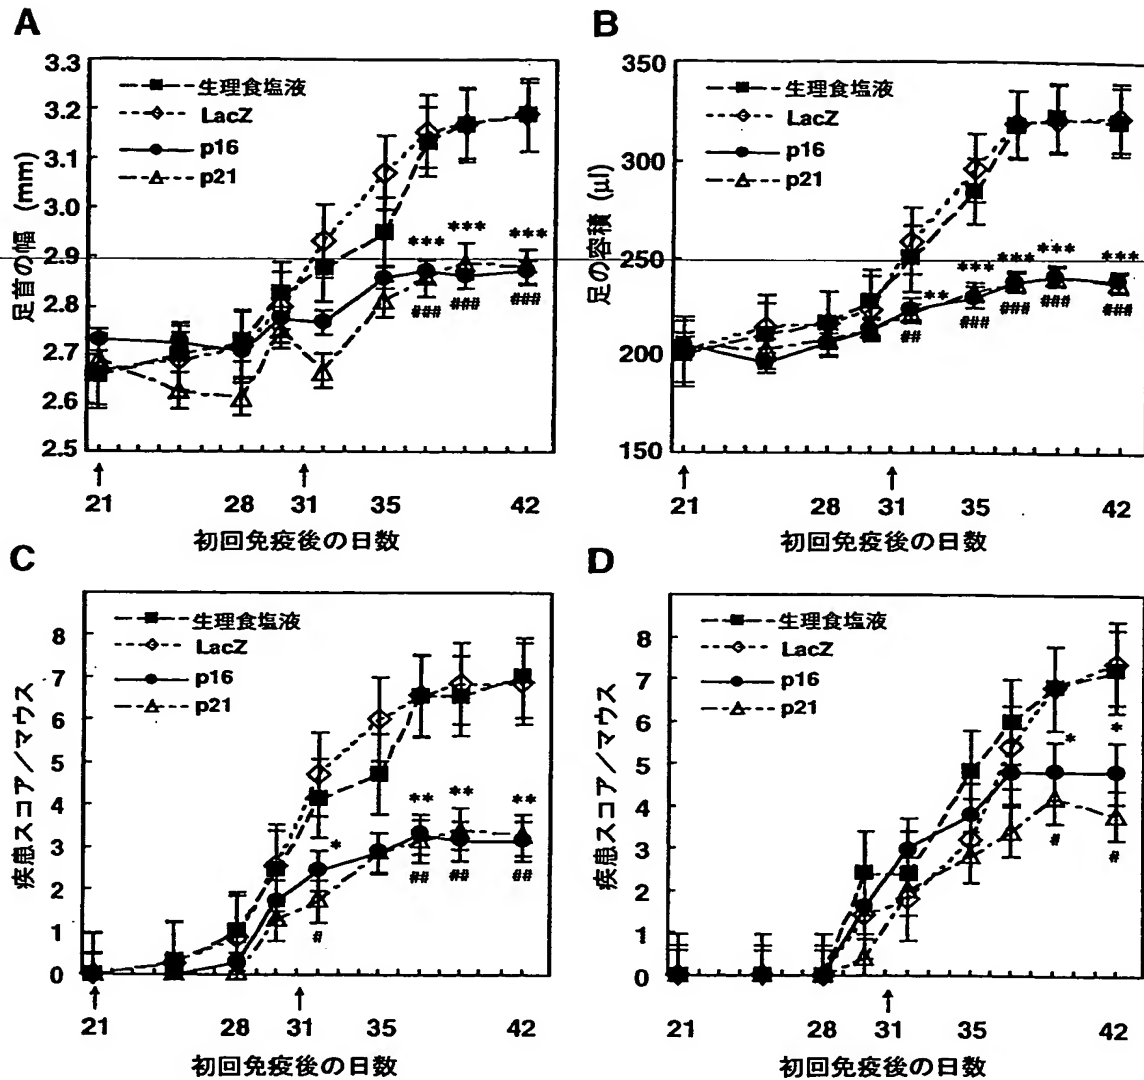 A
3.3
3.2
3.1
3.0
2.9
2.8
2.7
2.6
2.5
足首の幅 (mm)
生理食塩液
LacZ
p16
p21
*** *** ***
### ### ###
21 28 31 35 42
初回免疫後の日数
B
350
300
250
200
150
足の容積 (μl)
生理食塩液
LacZ
p16
p21
** *** *** *** ***
## ### ### ### ###
21 28 31 35 42
初回免疫後の日数
C
8
7
6
5
4
3
2
1
0
疾患スコア/マウス
生理食塩液
LacZ
p16
p21
* ** ** **
# ## ## ##
21 28 31 35 42
初回免疫後の日数
D
8
7
6
5
4
3
2
1
0
疾患スコア/マウス
生理食塩液
LacZ
p16
p21
* *
# #
21 28 31 35 42
初回免疫後の日数